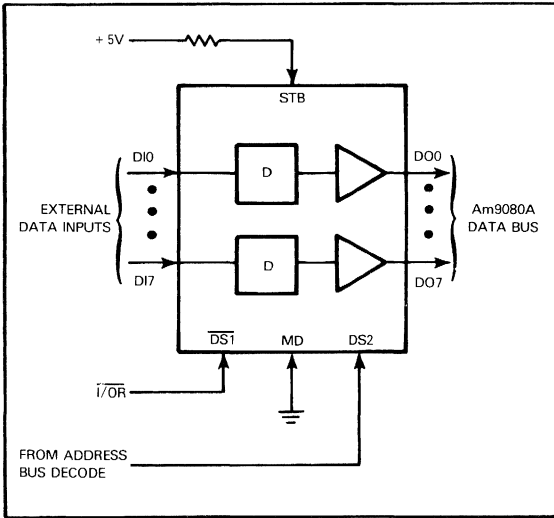 + 5V
STB
DI0
D
DO0
EXTERNAL
DATA INPUTS
Am9080A
DATA BUS
DI7
D
DO7
DS1
MD
DS2
I/OR
FROM ADDRESS
BUS DECODE